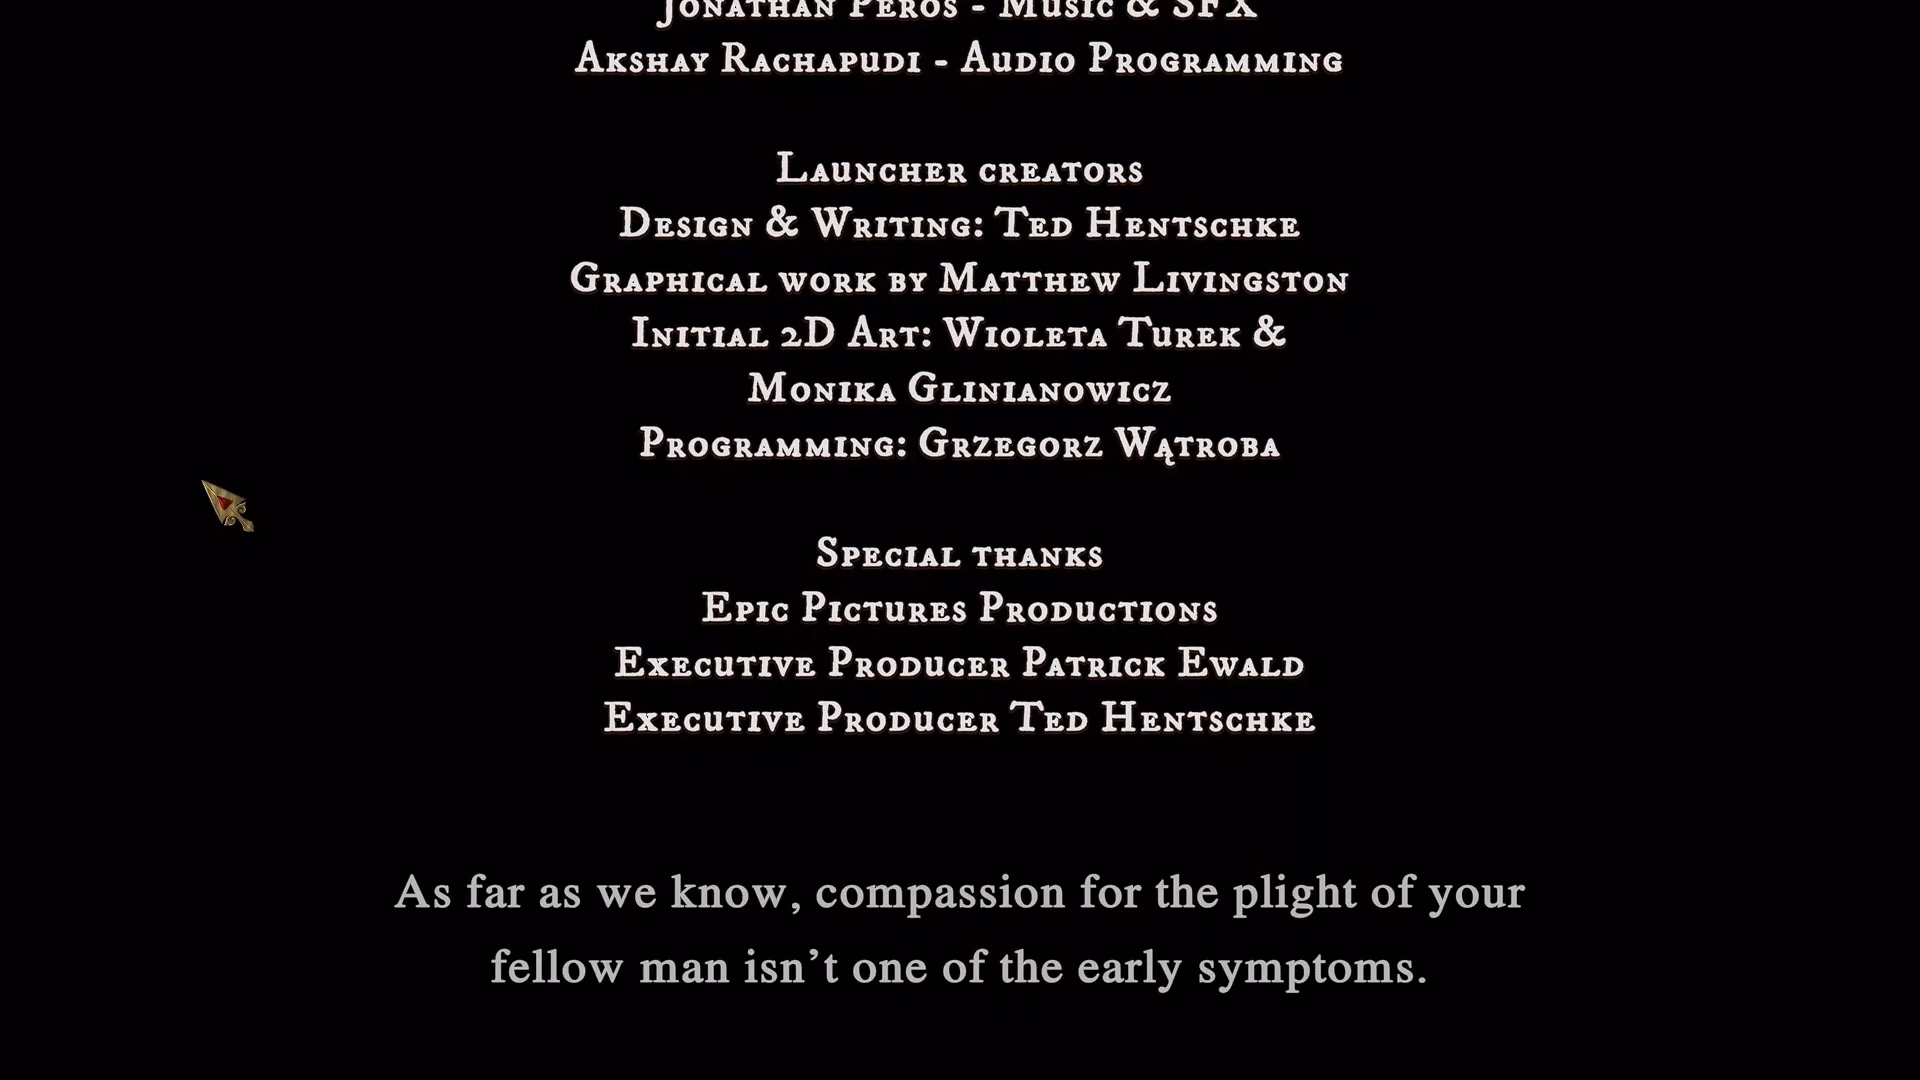 Jonathan Peros - Music & SFX
Akshay Rachapudi - Audio Programming
Launcher creators
Design & Writing: Ted Hentschke
Graphical work by Matthew Livingston
Initial 2D Art: Wioleta Turek &
Monika Glinianowicz
Programming: Grzegorz Wątroba
Special thanks
Epic Pictures Productions
Executive Producer Patrick Ewald
Executive Producer Ted Hentschke
As far as we know, compassion for the plight of your
fellow man isn’t one of the early symptoms.